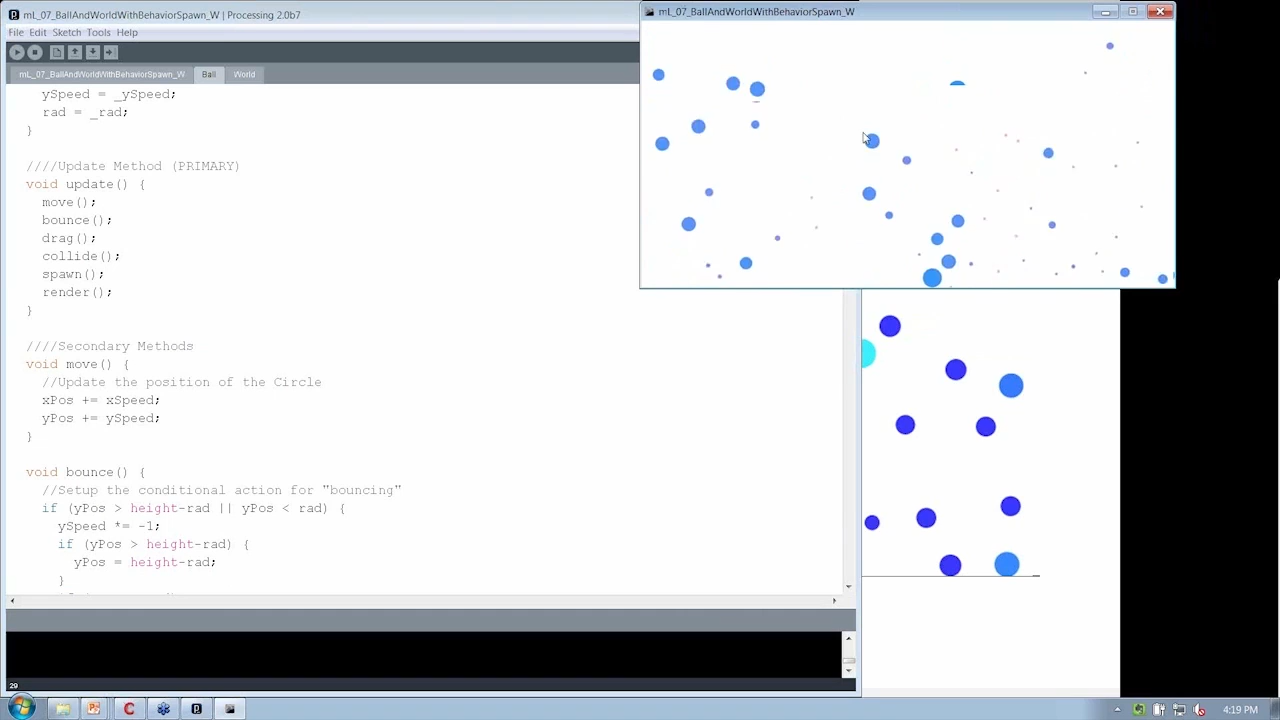 mL_07_BallAndWorldWithBehaviorSpawn_W | Processing 2.0b7
mL_07_BallAndWorldWithBehaviorSpawn_W
File Edit Sketch Tools Help
mL_07_BallAndWorldWithBehaviorSpawn_W Ball World
ySpeed = _ySpeed;
rad = _rad;
}
////Update Method (PRIMARY)
void update() {
move();
bounce();
drag();
collide();
spawn();
render();
}
////Secondary Methods
void move() {
//Update the position of the Circle
xPos += xSpeed;
yPos += ySpeed;
}
void bounce() {
//Setup the conditional action for "bouncing"
if (yPos > height-rad || yPos < rad) {
ySpeed *= -1;
if (yPos > height-rad) {
yPos = height-rad;
}
29
4:19 PM